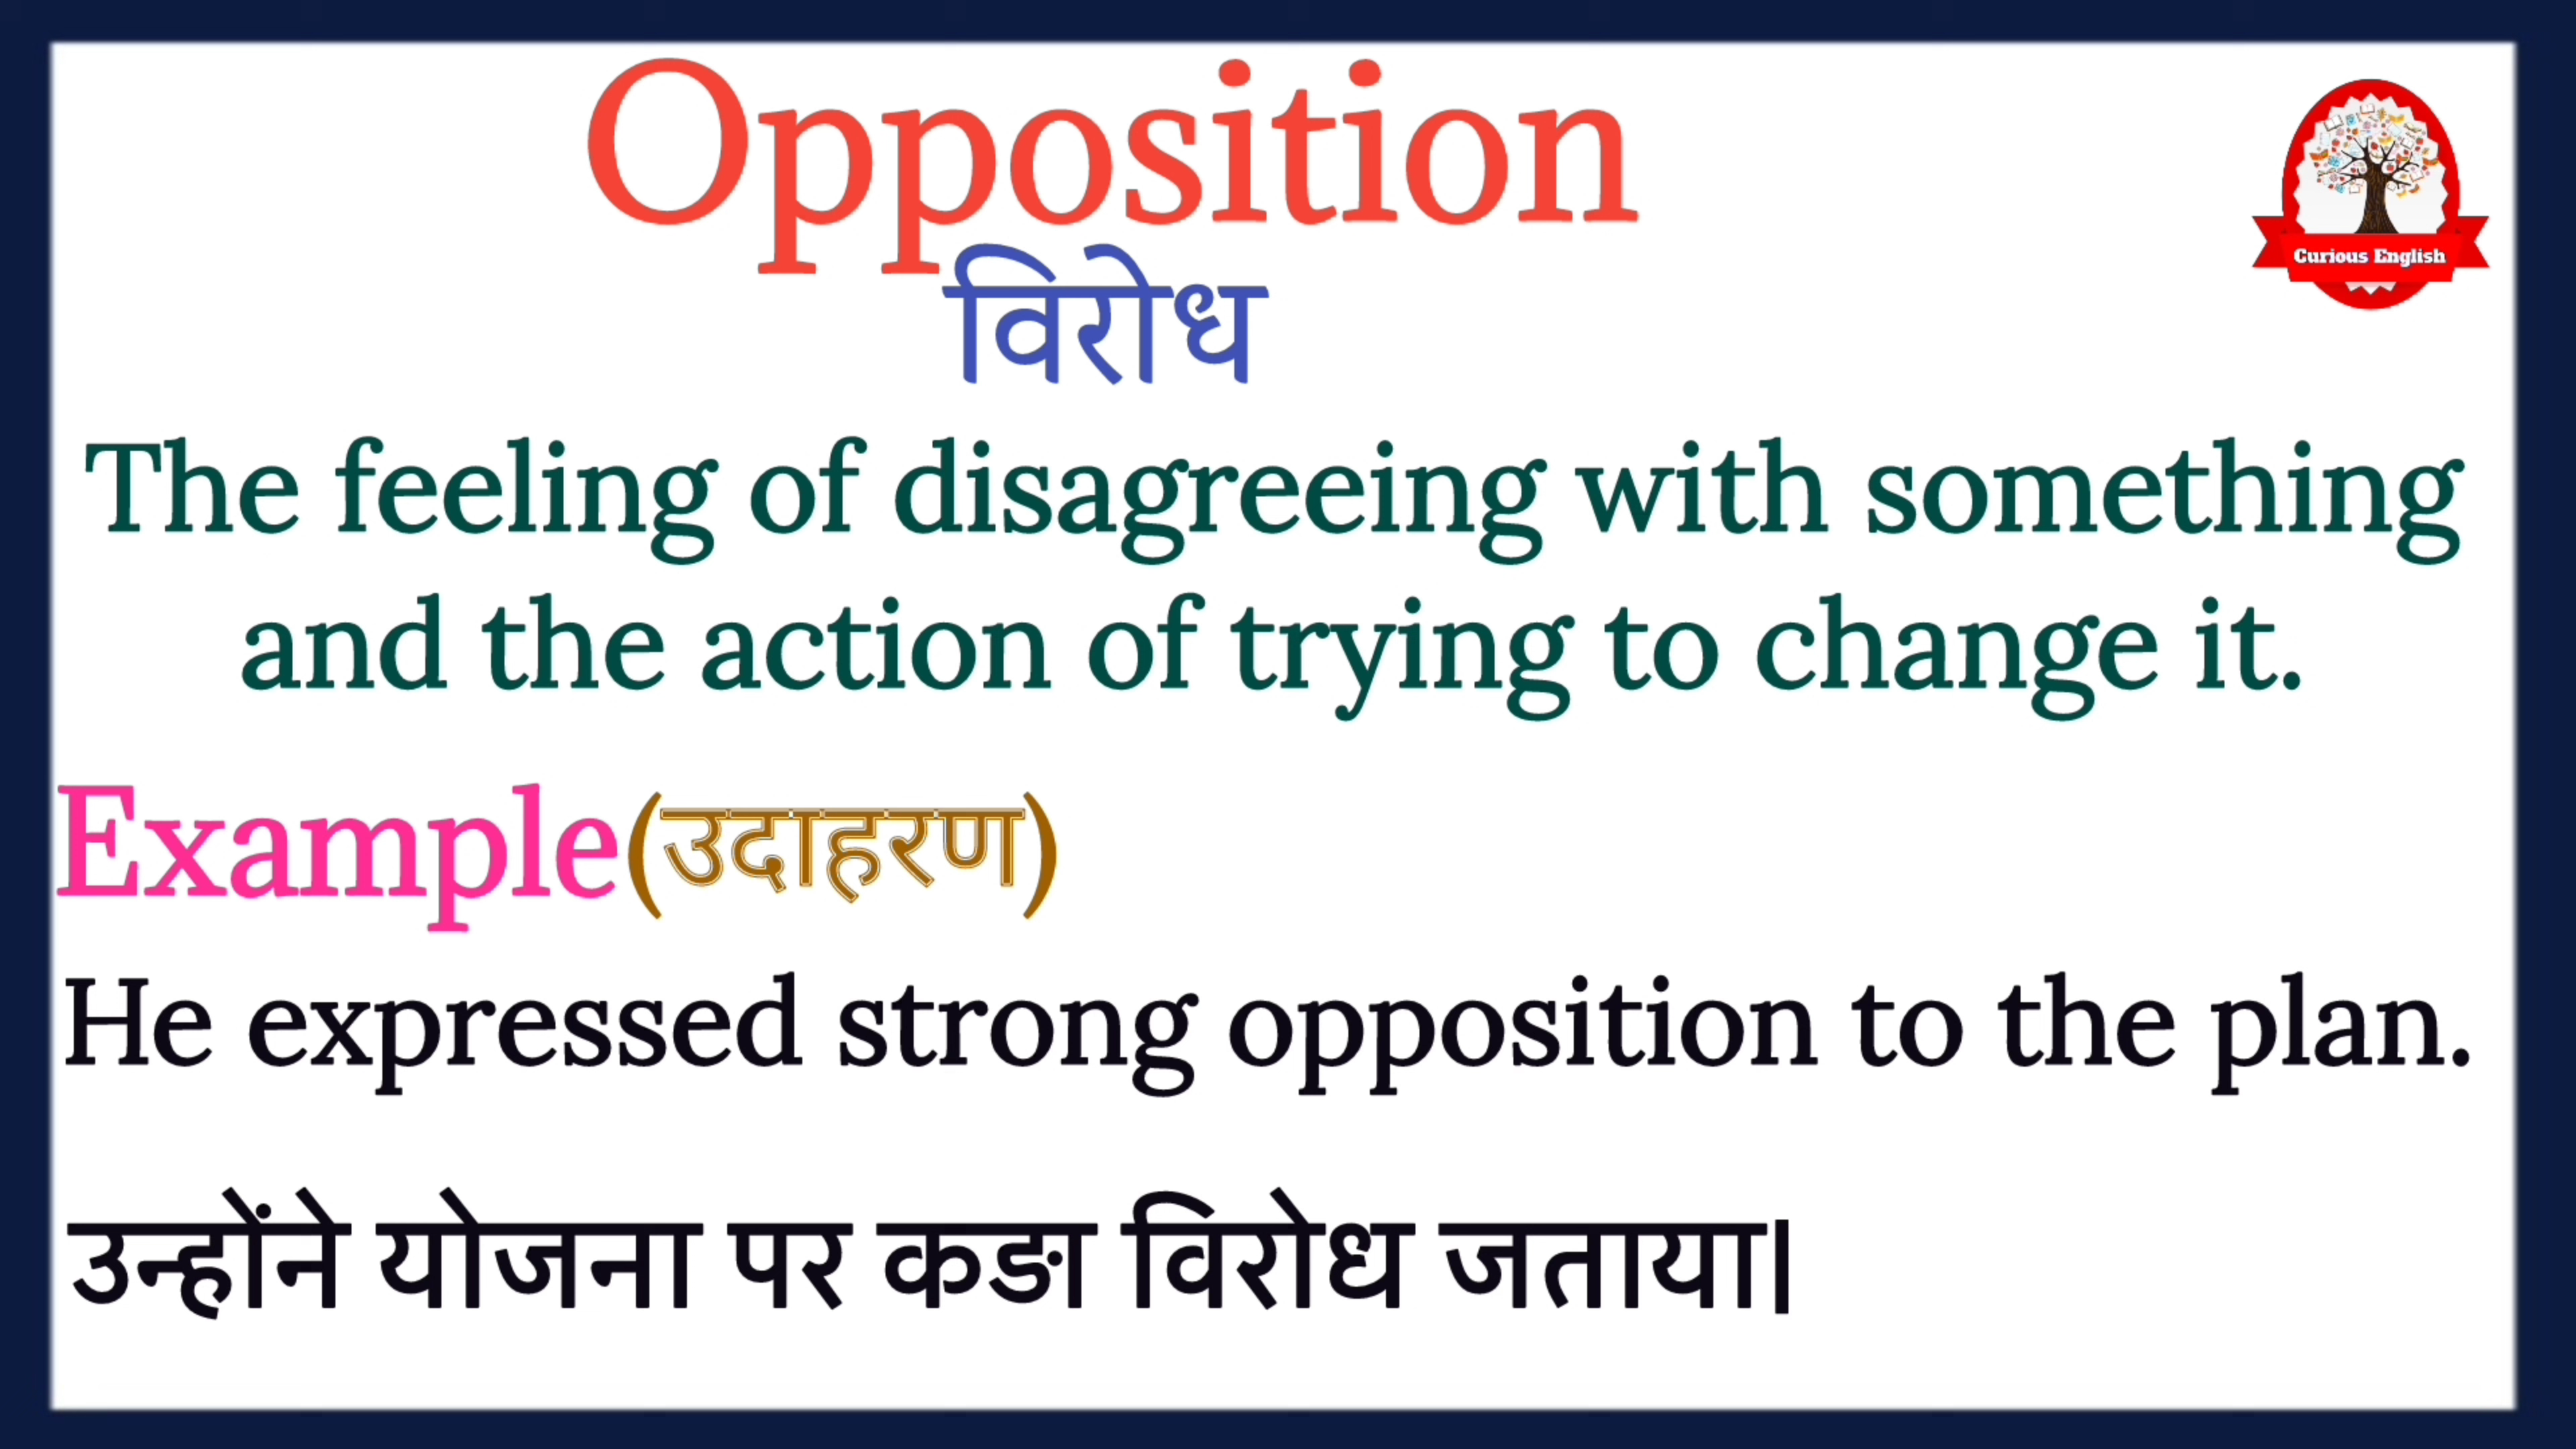 Opposition
विरोध
Curious English
The feeling of disagreeing with something
and the action of trying to change it.
Example(उदाहरण)
He expressed strong opposition to the plan.
उन्होंने योजना पर कङा विरोध जताया।